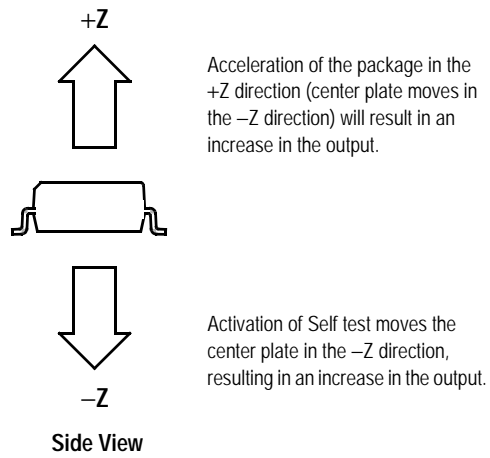 +Z
Acceleration of the package in the
+Z direction (center plate moves in
the –Z direction) will result in an
increase in the output.
Activation of Self test moves the
center plate in the –Z direction,
resulting in an increase in the output.
–Z
Side View